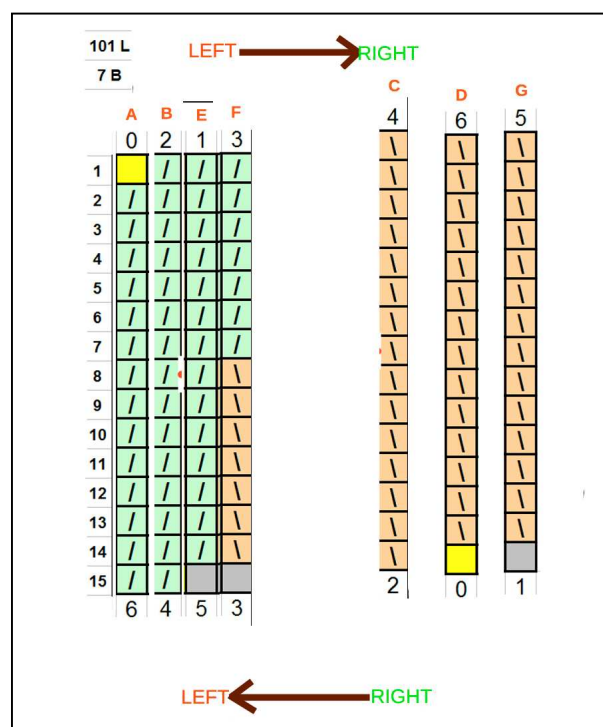 101 L LEFT RIGHT
7 B
A B E F C D G
0 2 1 3 4 6 5
1 / / / \ \ \
2 / / / / \ \ \
3 / / / / \ \ \
4 / / / / \ \ \
5 / / / / \ \ \
6 / / / / \ \ \
7 / / / / \ \ \
8 / / / \ \ \ \
9 / / / \ \ \ \
10 / / / \ \ \ \
11 / / / \ \ \ \
12 / / / \ \ \ \
13 / / / \ \ \ \
14 / / / \ \ \ \
15 / / \
6 4 5 3 2 0 1
LEFT RIGHT